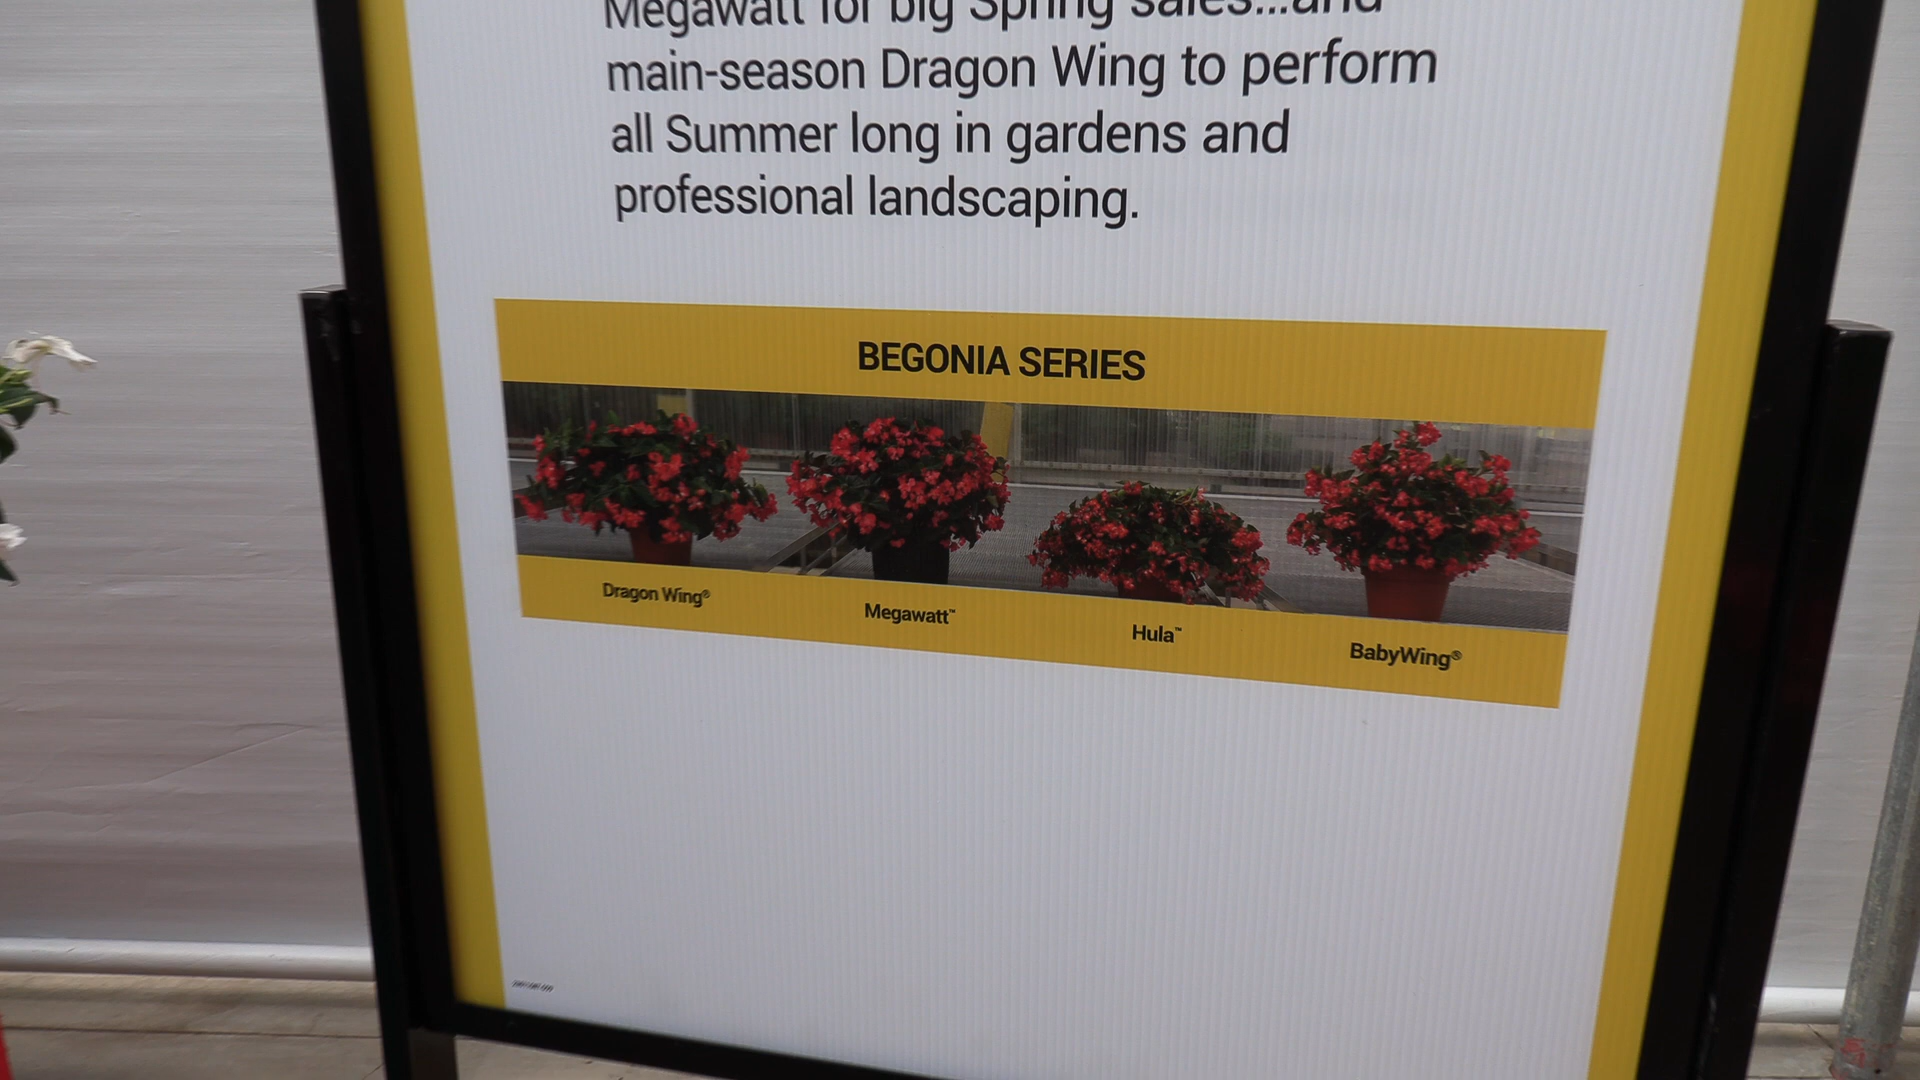 Megawatt for big Spring sales...and
main-season Dragon Wing to perform
all Summer long in gardens and
professional landscaping.
BEGONIA SERIES
Dragon Wing®
Megawatt™
Hula™
BabyWing®